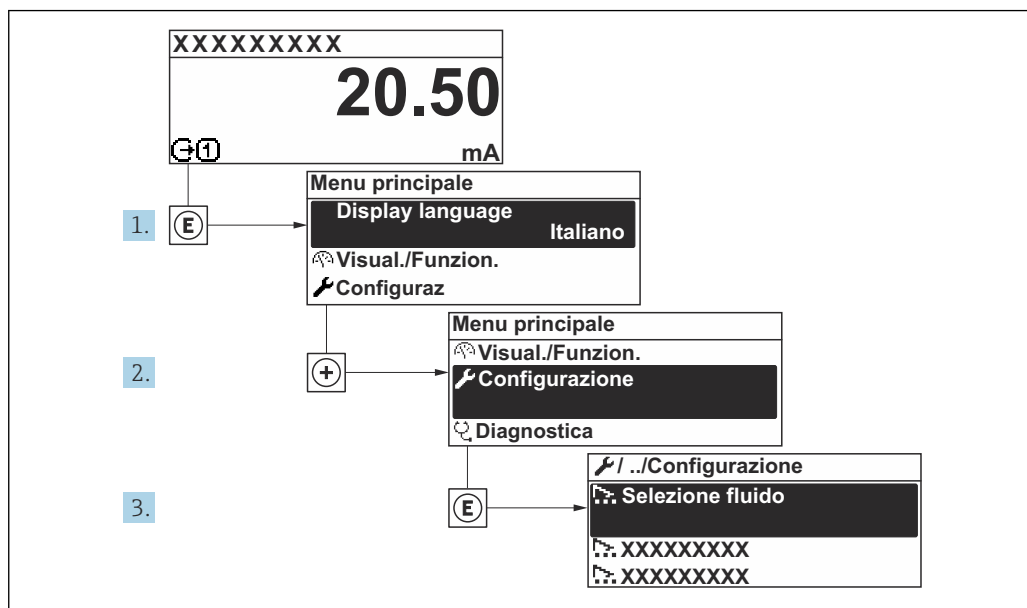 XXXXXXXXX
20.50
1 mA
Menu principale
1. E Display language
Italiano
Visual./Funzion.
Configuraz
Menu principale
Visual./Funzion.
2. + Configurazione
Diagnostica
/ ../Configurazione
3. E Selezione fluido
XXXXXXXXX
XXXXXXXXX